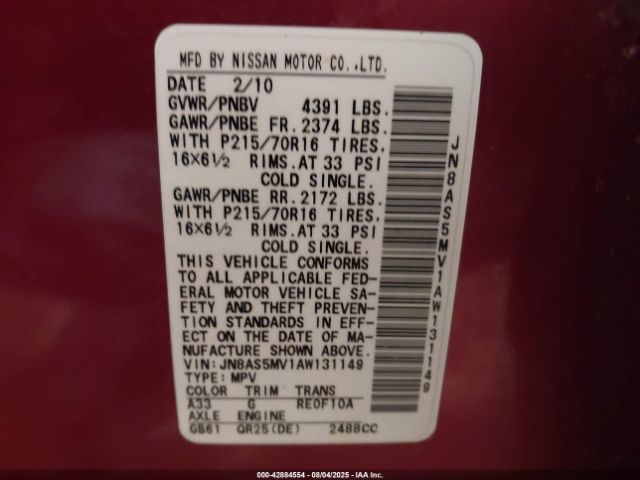 MFD BY NISSAN MOTOR CO.,LTD.
DATE 2/10
GVWR/PNBV 4391 LBS.
GAWR/PNBE FR. 2374 LBS.
WITH P215/70R16 TIRES,
16X6½ RIMS.AT 33 PSI
COLD SINGLE.
GAWR/PNBE RR. 2172 LBS.
WITH P215/70R16 TIRES,
16X6½ RIMS.AT 33 PSI
COLD SINGLE.
THIS VEHICLE CONFORMS
TO ALL APPLICABLE FED-
ERAL MOTOR VEHICLE SA-
FETY AND THEFT PREVEN-
TION STANDARDS IN EFF-
ECT ON THE DATE OF MA-
NUFACTURE SHOWN ABOVE.
VIN:JN8AS5MV1AW131149
TYPE:MPV
COLOR TRIM TRANS
A33 G RE0F10A
AXLE ENGINE
GB61 QR25(DE) 2488CC
JN8AS5MV1AW131149
000-42884554 | 08/04/2025 | IAAI.com